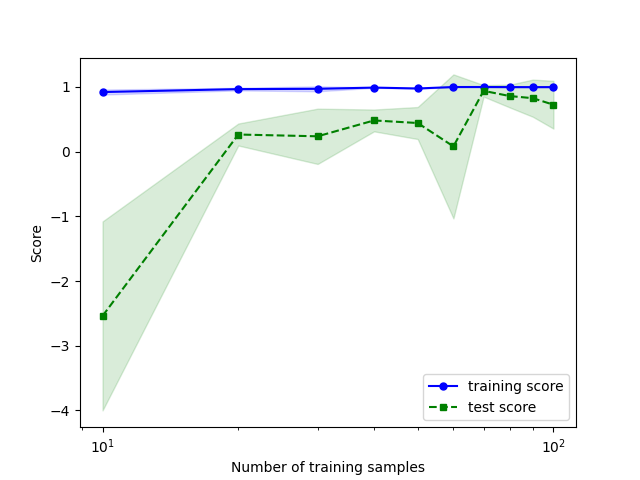 1
0
−1
−2
−3
−4
Score
10¹
10²
Number of training samples
training score
test score